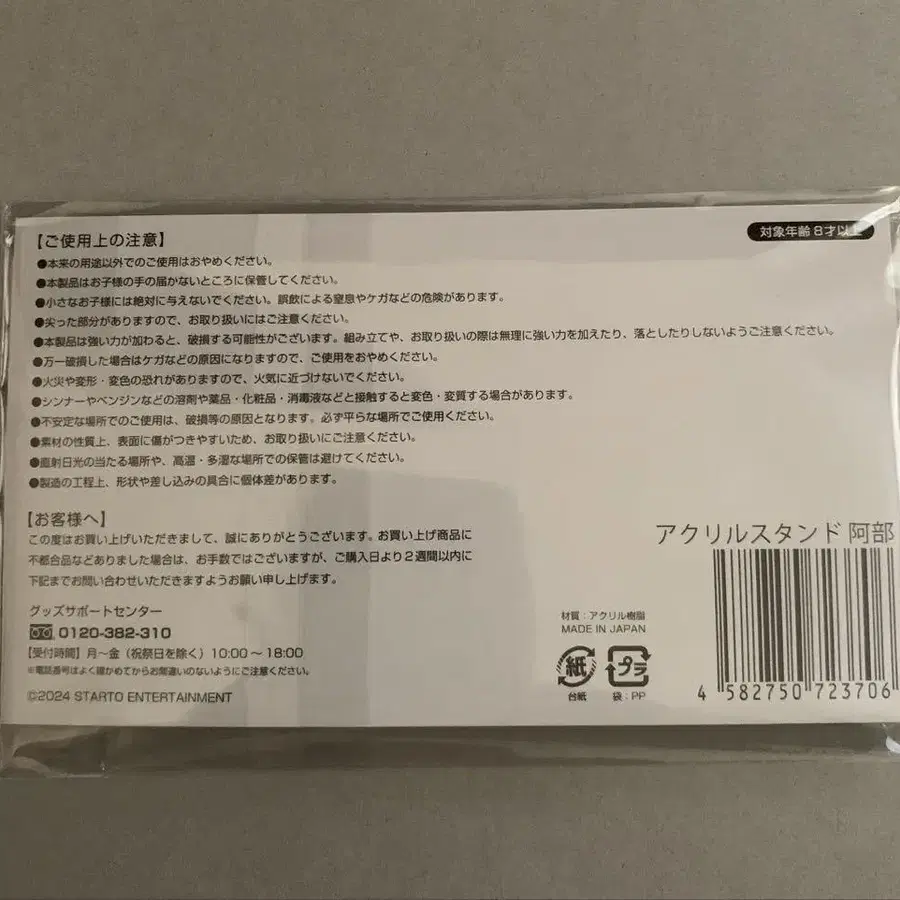 【ご使用上の注意】
対象年齢8才以上
●本来の用途以外でのご使用はおやめください。
●本製品はお子様の手の届かないところに保管してください。
●小さなお子様には絶対に与えないでください。誤飲による窒息やケガなどの危険があります。
●尖った部分がありますので、お取り扱いにはご注意ください。
●本製品は強い力が加わると、破損する可能性がございます。組み立てや、お取り扱いの際は無理に強い力を加えたり、落としたりしないようご注意ください。
●万一破損した場合はケガなどの原因になりますので、ご使用をおやめください。
●火災や変形・変色の恐れがありますので、火気に近づけないでください。
●シンナーやベンジンなどの溶剤や薬品・化粧品・消毒液などと接触すると変色・変質する場合があります。
●不安定な場所でのご使用は、破損等の原因となります。必ず平らな場所でご使用ください。
●素材の性質上、表面に傷がつきやすいため、お取り扱いにご注意ください。
●直射日光の当たる場所や、高温・多湿な場所での保管は避けてください。
●製造の工程上、形状や差し込みの具合に個体差があります。
【お客様へ】
この度はお買い上げいただきまして、誠にありがとうございます。お買い上げ商品に
不都合品などありました場合は、お手数ではございますが、ご購入日より2週間以内に
下記までお問い合わせいただきますようお願い申し上げます。
グッズサポートセンター
0120-382-310
【受付時間】月～金(祝祭日を除く)10:00～18:00
※電話番号はよく確かめてからお間違いのないようにご注意ください。
©2024 STARTO ENTERTAINMENT
材質:アクリル樹脂
MADE IN JAPAN
紙
プラ
台紙
袋:PP
アクリルスタンド 阿部
4 582750 723706